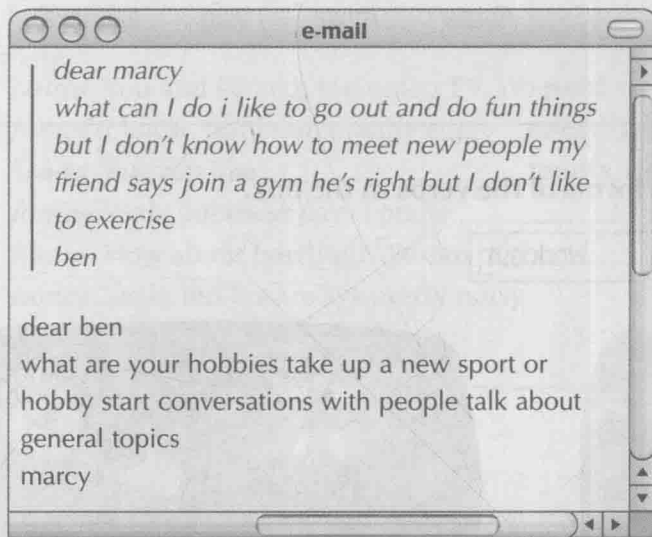 e-mail
dear marcy
what can I do i like to go out and do fun things
but I don't know how to meet new people my
friend says join a gym he's right but I don't like
to exercise
ben
dear ben
what are your hobbies take up a new sport or
hobby start conversations with people talk about
general topics
marcy